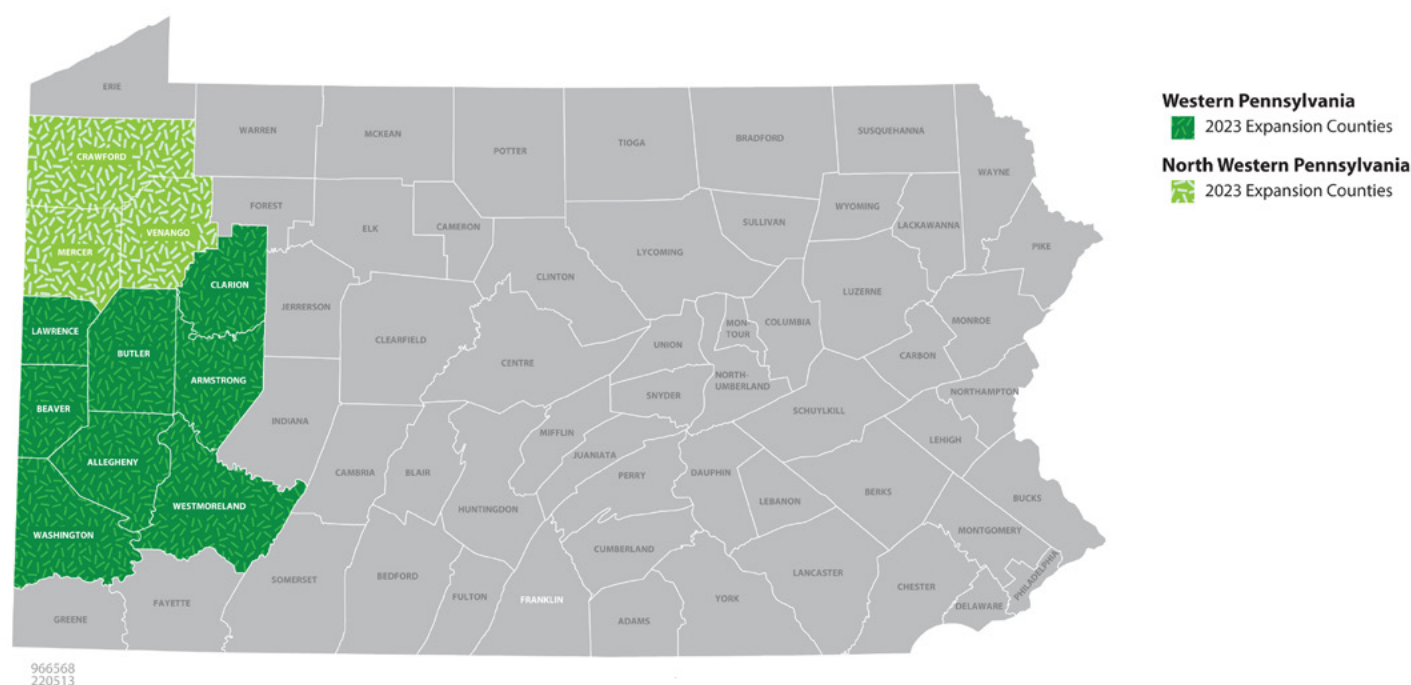 ERIE
WARREN
MCKEAN
POTTER
TIOGA
BRADFORD
SUSQUEHANNA
WAYNE
CRAWFORD
FOREST
ELK
CAMERON
SULLIVAN
WYOMING
LACKAWANNA
PIKE
MERCER
VENANGO
CLARION
JERRERSON
CLINTON
LYCOMING
LUZERNE
MONROE
LAWRENCE
BUTLER
ARMSTRONG
CLEARFIELD
CENTRE
UNION
MON-
TOUR
COLUMBIA
CARBON
NORTHAMPTON
BEAVER
INDIANA
SNYDER
NORTH-
UMBERLAND
SCHUYLKILL
LEHIGH
ALLEGHENY
WESTMORELAND
CAMBRIA
BLAIR
HUNTINGDON
MIFFLIN
JUANIATA
PERRY
DAUPHIN
LEBANON
BERKS
BUCKS
MONTGOMERY
WASHINGTON
CUMBERLAND
GREENE
FAYETTE
SOMERSET
BEDFORD
FULTON
FRANKLIN
ADAMS
YORK
LANCASTER
CHESTER
DELAWARE
PHILADELPHIA
Western Pennsylvania
2023 Expansion Counties
North Western Pennsylvania
2023 Expansion Counties
966568
220513